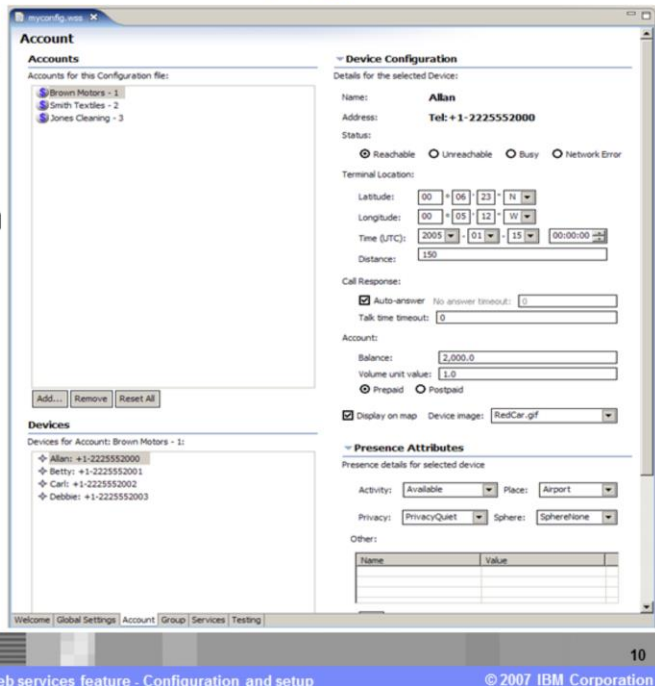 myconfig.wss
Account
Accounts
Accounts for this Configuration file:
Brown Motors - 1
Smith Textiles - 2
Jones Cleaning - 3
Add... Remove Reset All
Devices
Devices for Account: Brown Motors - 1:
Allan: +1-2225552000
Betty: +1-2225552001
Carl: +1-2225552002
Debbie: +1-2225552003
Device Configuration
Details for the selected Device:
Name: Allan
Address: Tel:+1-2225552000
Status:
Reachable Unreachable Busy Network Error
Terminal Location:
Latitude: 00 ° 06 ' 23 " N
Longitude: 00 ° 05 ' 12 " W
Time (UTC): 2005 - 01 - 15 00:00:00
Distance: 150
Call Response:
Auto-answer No answer timeout: 0
Talk time timeout: 0
Account:
Balance: 2,000.0
Volume unit value: 1.0
Prepaid Postpaid
Display on map Device image: RedCar.gif
Presence Attributes
Presence details for selected device
Activity: Available Place: Airport
Privacy: PrivacyQuiet Sphere: SphereNone
Other:
Name Value
Welcome Global Settings Account Group Services Testing
10
services feature - Configuration and setup © 2007 IBM Corporation